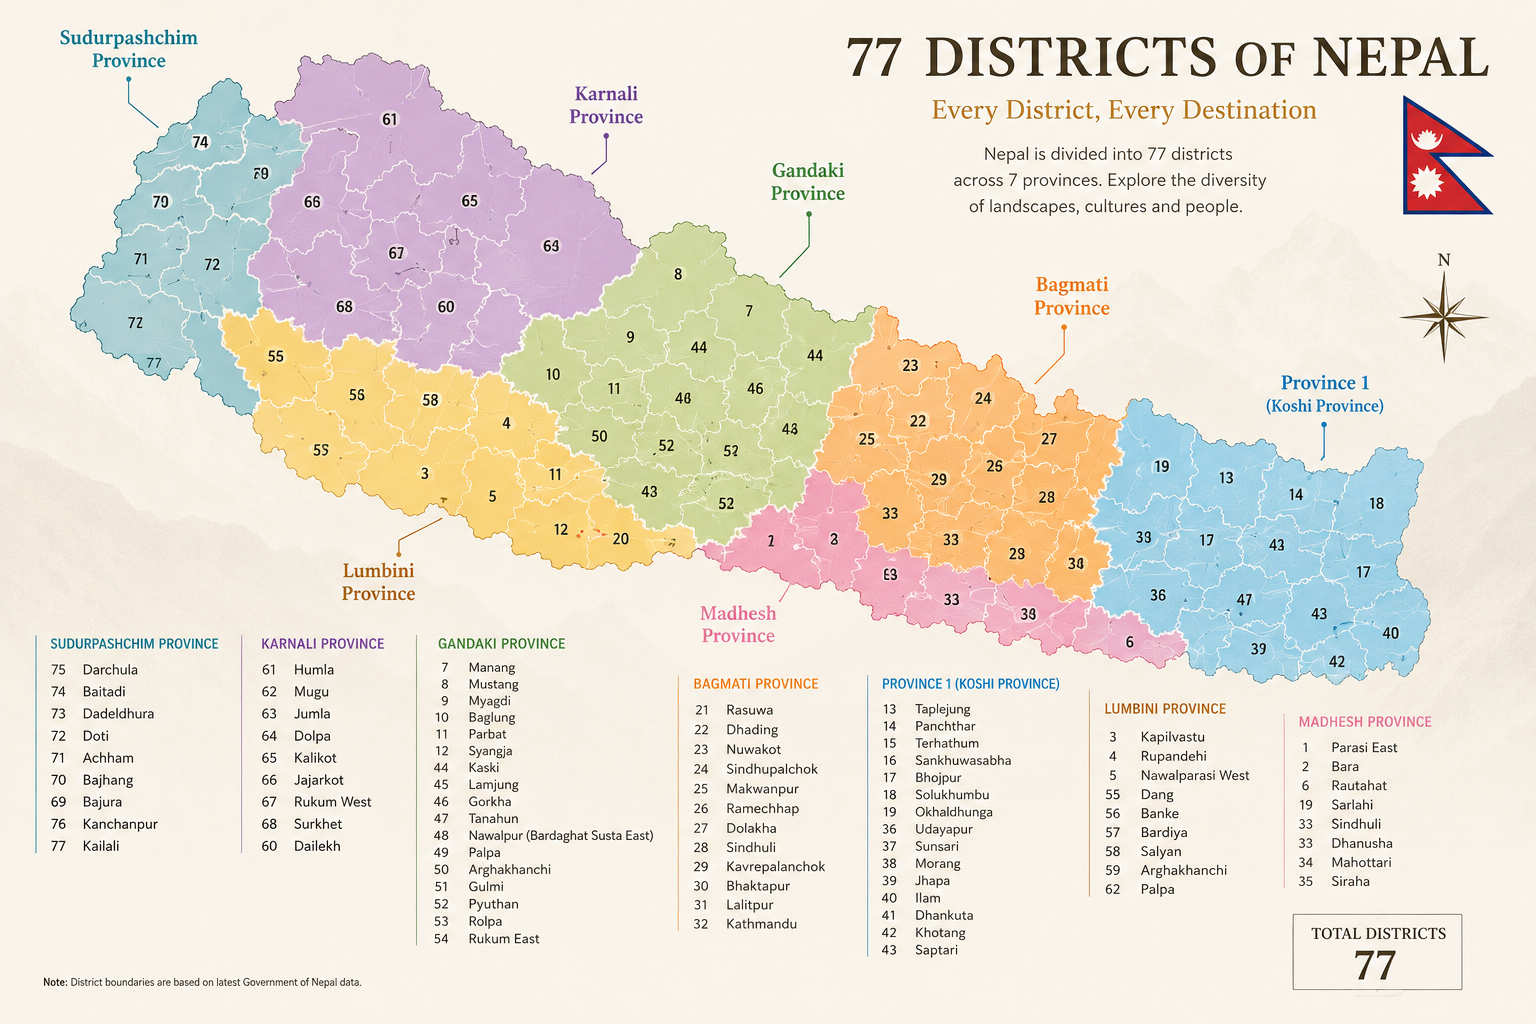 77 DISTRICTS OF NEPAL
Every District, Every Destination
Nepal is divided into 77 districts
across 7 provinces. Explore the diversity
of landscapes, cultures and people.
N
Sudurpashchim
Province
Karnali
Province
Gandaki
Province
Bagmati
Province
Province 1
(Koshi Province)
Lumbini
Province
Madhesh
Province
74
70
71
72
72
77
61
66
65
67
68
60
8
7
9
44
44
10
11
46
50
52
43
52
55
58
4
3
11
5
12
20
23
24
22
25
27
26
29
28
33
33
19
13
14
18
33
17
43
17
36
47
43
40
39
42
33
6
SUDURPASHCHIM PROVINCE
75 Darchula
74 Baitadi
73 Dadeldhura
72 Doti
71 Achham
70 Bajhang
69 Bajura
76 Kanchanpur
77 Kailali
KARNALI PROVINCE
61 Humla
62 Mugu
63 Jumla
64 Dolpa
65 Kalikot
66 Jajarkot
67 Rukum West
68 Surkhet
60 Dailekh
GANDAKI PROVINCE
7 Manang
8 Mustang
9 Myagdi
10 Baglung
11 Parbat
12 Syangja
44 Kaski
45 Lamjung
46 Gorkha
47 Tanahun
48 Nawalpur (Bardaghat Susta East)
49 Palpa
50 Arghakhanchi
51 Gulmi
52 Pyuthan
53 Rolpa
54 Rukum East
BAGMATI PROVINCE
21 Rasuwa
22 Dhading
23 Nuwakot
24 Sindhupalchok
25 Makwanpur
26 Ramechhap
27 Dolakha
28 Sindhuli
29 Kavrepalanchok
30 Bhaktapur
31 Lalitpur
32 Kathmandu
PROVINCE 1 (KOSHI PROVINCE)
13 Taplejung
14 Panchthar
15 Terhathum
16 Sankhuwasabha
17 Bhojpur
18 Solukhumbu
19 Okhaldhunga
36 Udayapur
37 Sunsari
38 Morang
39 Jhapa
40 Ilam
41 Dhankuta
42 Khotang
43 Saptari
LUMBINI PROVINCE
3 Kapilvastu
4 Rupandehi
5 Nawalparasi West
55 Dang
56 Banke
57 Bardiya
58 Salyan
59 Arghakhanchi
62 Palpa
MADHESH PROVINCE
1 Parasi East
2 Bara
6 Rautahat
19 Sarlahi
33 Sindhuli
33 Dhanusha
34 Mahottari
35 Siraha
TOTAL DISTRICTS
77
Note: District boundaries are based on latest Government of Nepal data.